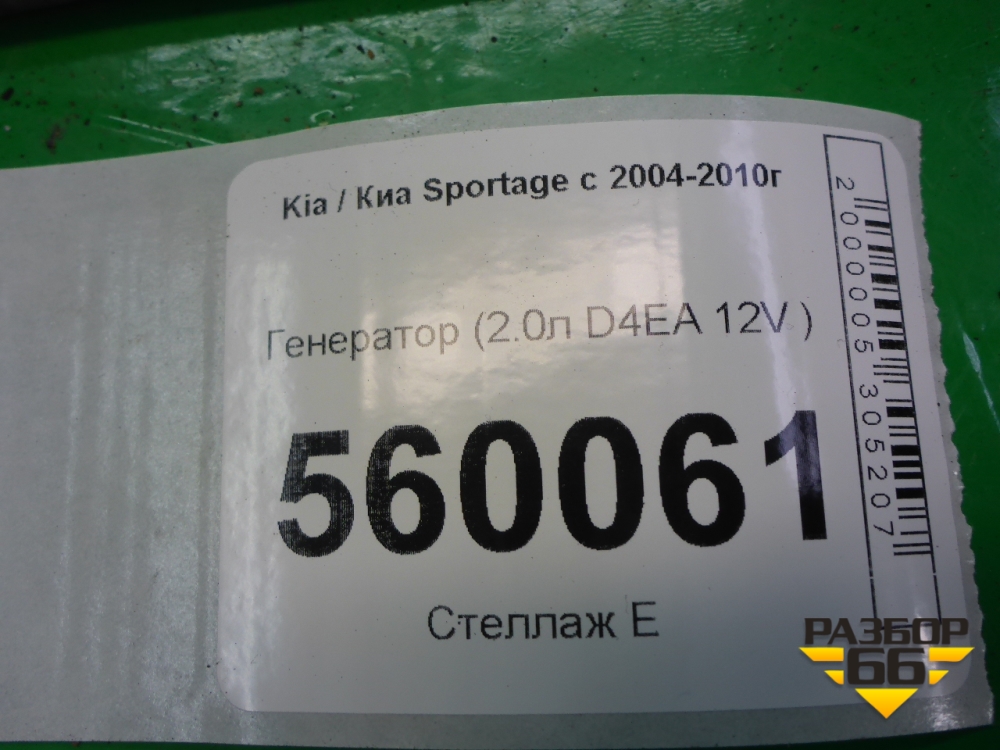 Kia / Киа Sportage с 2004-2010г
Генератор (2.0л D4EA 12V )
560061
Стеллаж Е
2000005305207
РАЗБОР
66